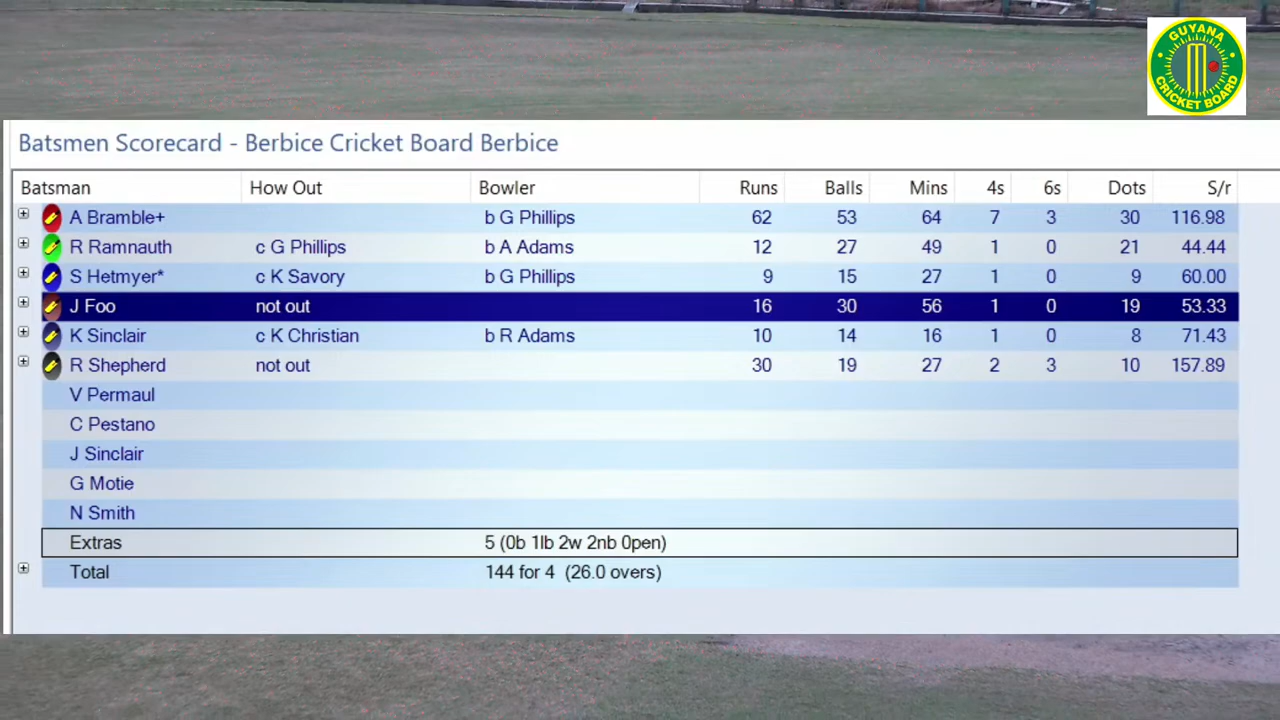 GUYANA
CRICKET BOARD
Batsmen Scorecard - Berbice Cricket Board Berbice
Batsman How Out Bowler Runs Balls Mins 4s 6s Dots S/r
A Bramble+ b G Phillips 62 53 64 7 3 30 116.98
R Ramnauth c G Phillips b A Adams 12 27 49 1 0 21 44.44
S Hetmyer* c K Savory b G Phillips 9 15 27 1 0 9 60.00
J Foo not out 16 30 56 1 0 19 53.33
K Sinclair c K Christian b R Adams 10 14 16 1 0 8 71.43
R Shepherd not out 30 19 27 2 3 10 157.89
V Permaul
C Pestano
J Sinclair
G Motie
N Smith
Extras 5 (0b 1lb 2w 2nb 0pen)
Total 144 for 4 (26.0 overs)